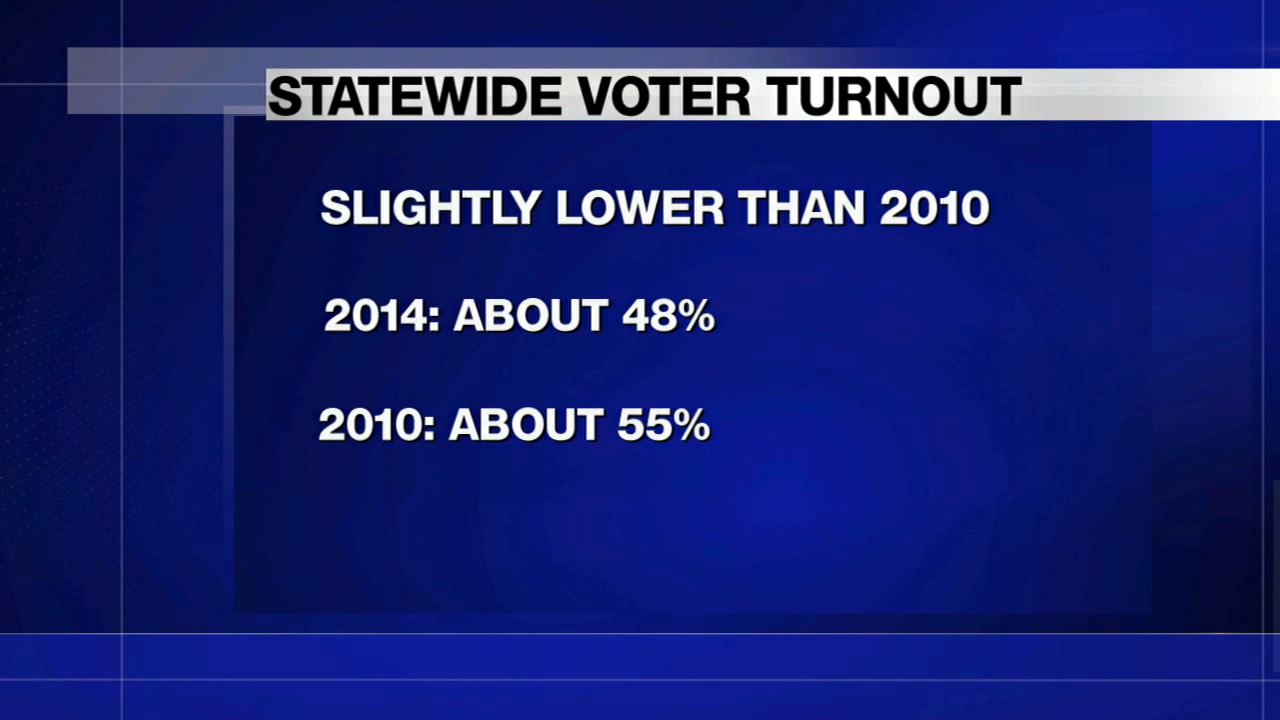 STATEWIDE VOTER TURNOUT
SLIGHTLY LOWER THAN 2010
2014: ABOUT 48%
2010: ABOUT 55%